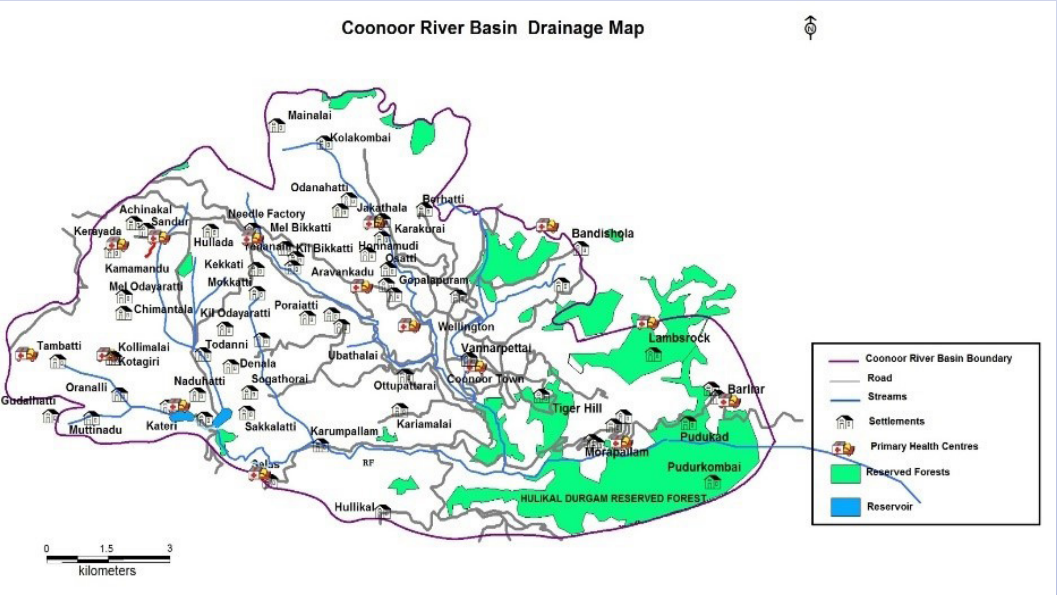 Coonoor River Basin Drainage Map
N
Mainalai
Kolakombai
Odanahatti
Berhatti
Achinakal
Jakathala
Needle Factory
Sandur
Mel Bikkatti
Karakurai
Kerayada
Bandishola
Hullada
Yedanalli
Kil Bikkatti
Honnamudi
Osatti
Kamamandu
Kekkati
Aravankadu
Gopalapuram
Mel Odayaratti
Mokkatti
Chimantala
Kil Odayaratti
Poraiatti
Wellington
Lambsrock
Tambatti
Kollimalai
Todanni
Vannarpettai
Kotagiri
Ubathalai
Denala
Coonoor Town
Oranalli
Naduhatti
Sogathorai
Ottupattarai
Barliar
Gudalhatti
Tiger Hill
Muttinadu
Kateri
Sakkalatti
Kariamalai
Karumpallam
Pudukad
Morapallam
RF
Selas
Pudurkombai
HULIKAL DURGAM RESERVED FOREST
Hullikal
Coonoor River Basin Boundary
Road
Streams
Settlements
Primary Health Centres
Reserved Forests
Reservoir
0 1.5 3
kilometers